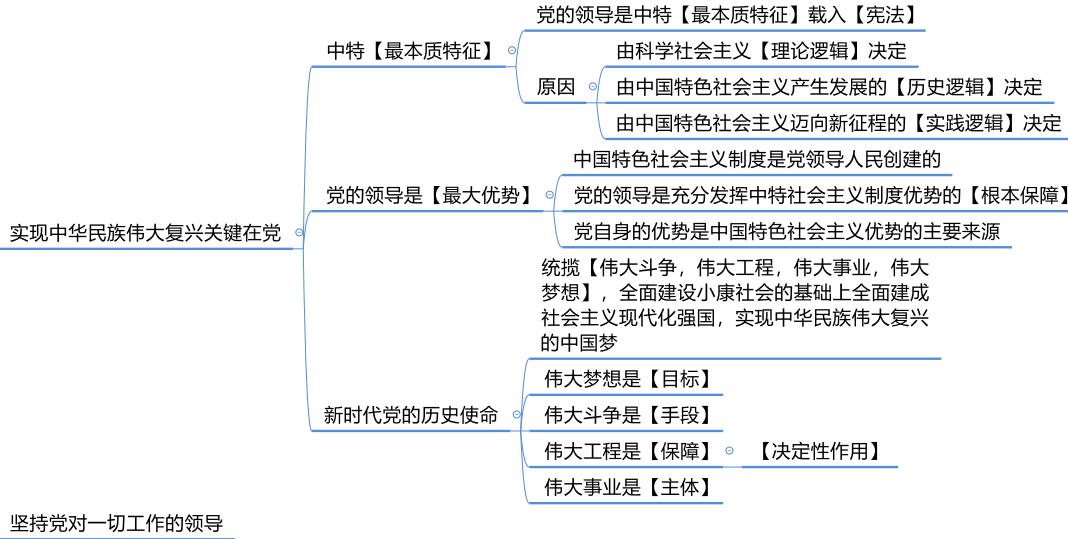 党的领导是中特【最本质特征】载入【宪法】
中特【最本质特征】
由科学社会主义【理论逻辑】决定
原因
由中国特色社会主义产生发展的【历史逻辑】决定
由中国特色社会主义迈向新征程的【实践逻辑】决定
中国特色社会主义制度是党领导人民创建的
党的领导是【最大优势】
党的领导是充分发挥中特社会主义制度优势的【根本保障】
党自身的优势是中国特色社会主义优势的主要来源
实现中华民族伟大复兴关键在党
统揽【伟大斗争，伟大工程，伟大事业，伟大
梦想】，全面建设小康社会的基础上全面建成
社会主义现代化强国，实现中华民族伟大复兴
的中国梦
伟大梦想是【目标】
新时代党的历史使命
伟大斗争是【手段】
伟大工程是【保障】
【决定性作用】
伟大事业是【主体】
坚持党对一切工作的领导